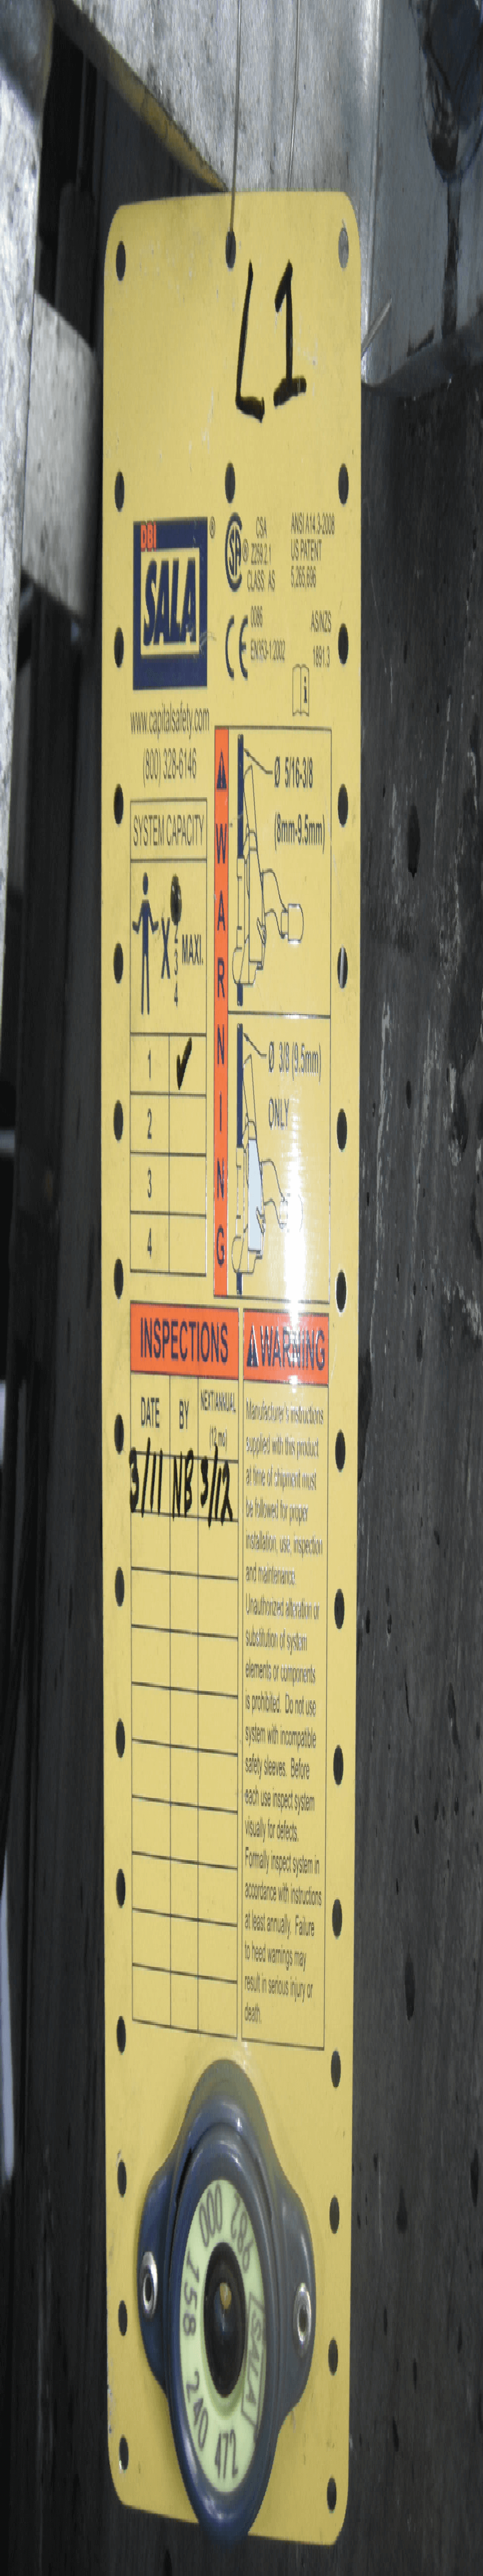 L1
DBI
SALA
®
CSA
Z259.2.1
CLASS: AS
ANSI A14.3-2008
US PATENT
5,265,696
0086
EN353-1:2002
AS/NZS
1891.3
www.capitalsafety.com
(800) 328-6146
SYSTEM CAPACITY
X
2
3
4
MAXI.
1 ✓
2
3
4
WARNING
Ø 5/16-3/8
(8mm-9.5mm)
Ø 3/8 (9.5mm)
ONLY
INSPECTIONS
DATE BY NEXT/ANNUAL
(12 mo)
3/11 NB 3/12
WARNING
Manufacturer's instructions
supplied with this product
at time of shipment must
be followed for proper
installation, use, inspection
and maintenance.
Unauthorized alteration or
substitution of system
elements or components
is prohibited. Do not use
system with incompatible
safety sleeves. Before
each use inspect system
visually for defects.
Formally inspect system in
accordance with instructions
at least annually. Failure
to heed warnings may
result in serious injury or
death.
000
158
240
472
SALA